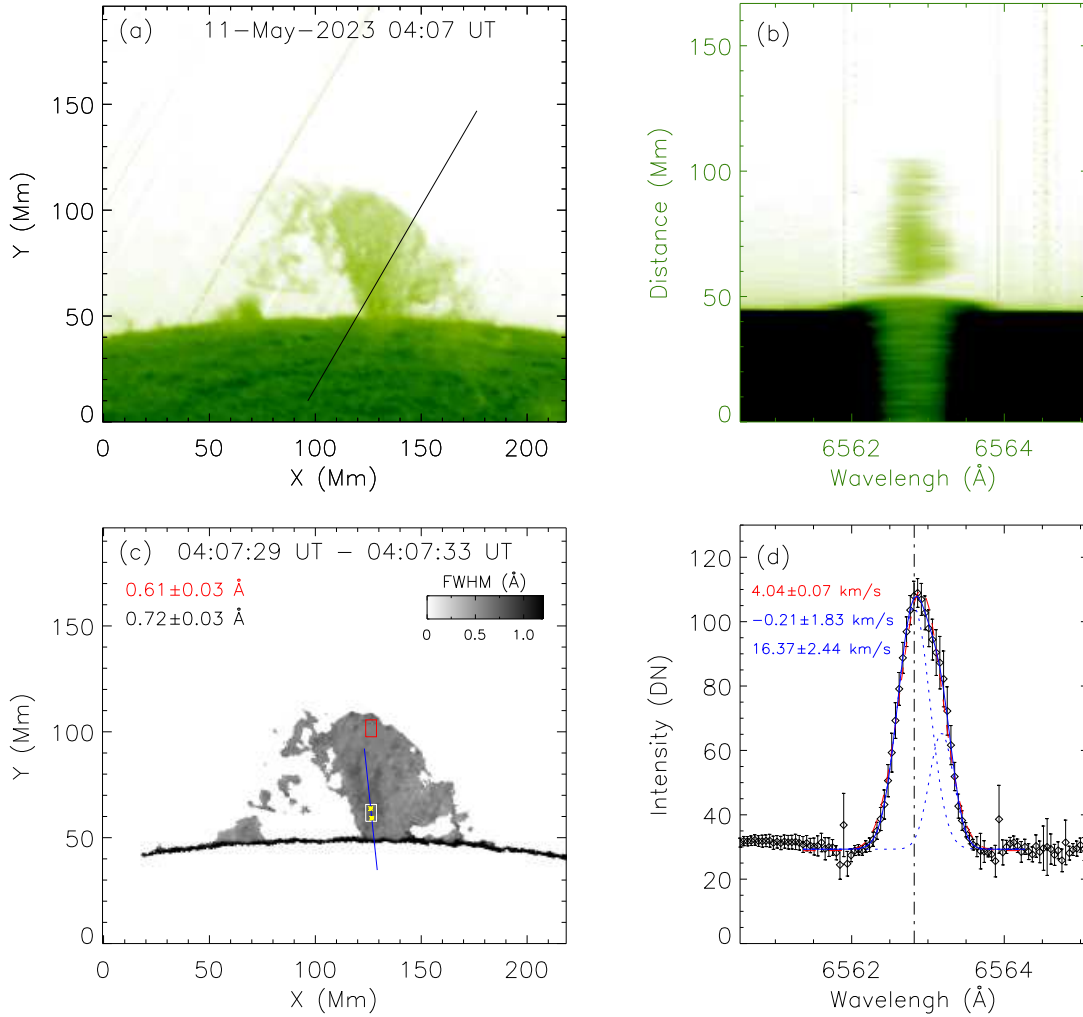 (a) 11-May-2023 04:07 UT
150
100
50
0
Y (Mm)
0 50 100 150 200
X (Mm)
(b)
150
100
50
0
Distance (Mm)
6562 6564
Wavelengh (Å)
(c) 04:07:29 UT - 04:07:33 UT
0.61±0.03 Å
0.72±0.03 Å
FWHM (Å)
0 0.5 1.0
150
100
50
0
Y (Mm)
0 50 100 150 200
X (Mm)
(d)
4.04±0.07 km/s
-0.21±1.83 km/s
16.37±2.44 km/s
120
100
80
60
40
20
0
Intensity (DN)
6562 6564
Wavelengh (Å)